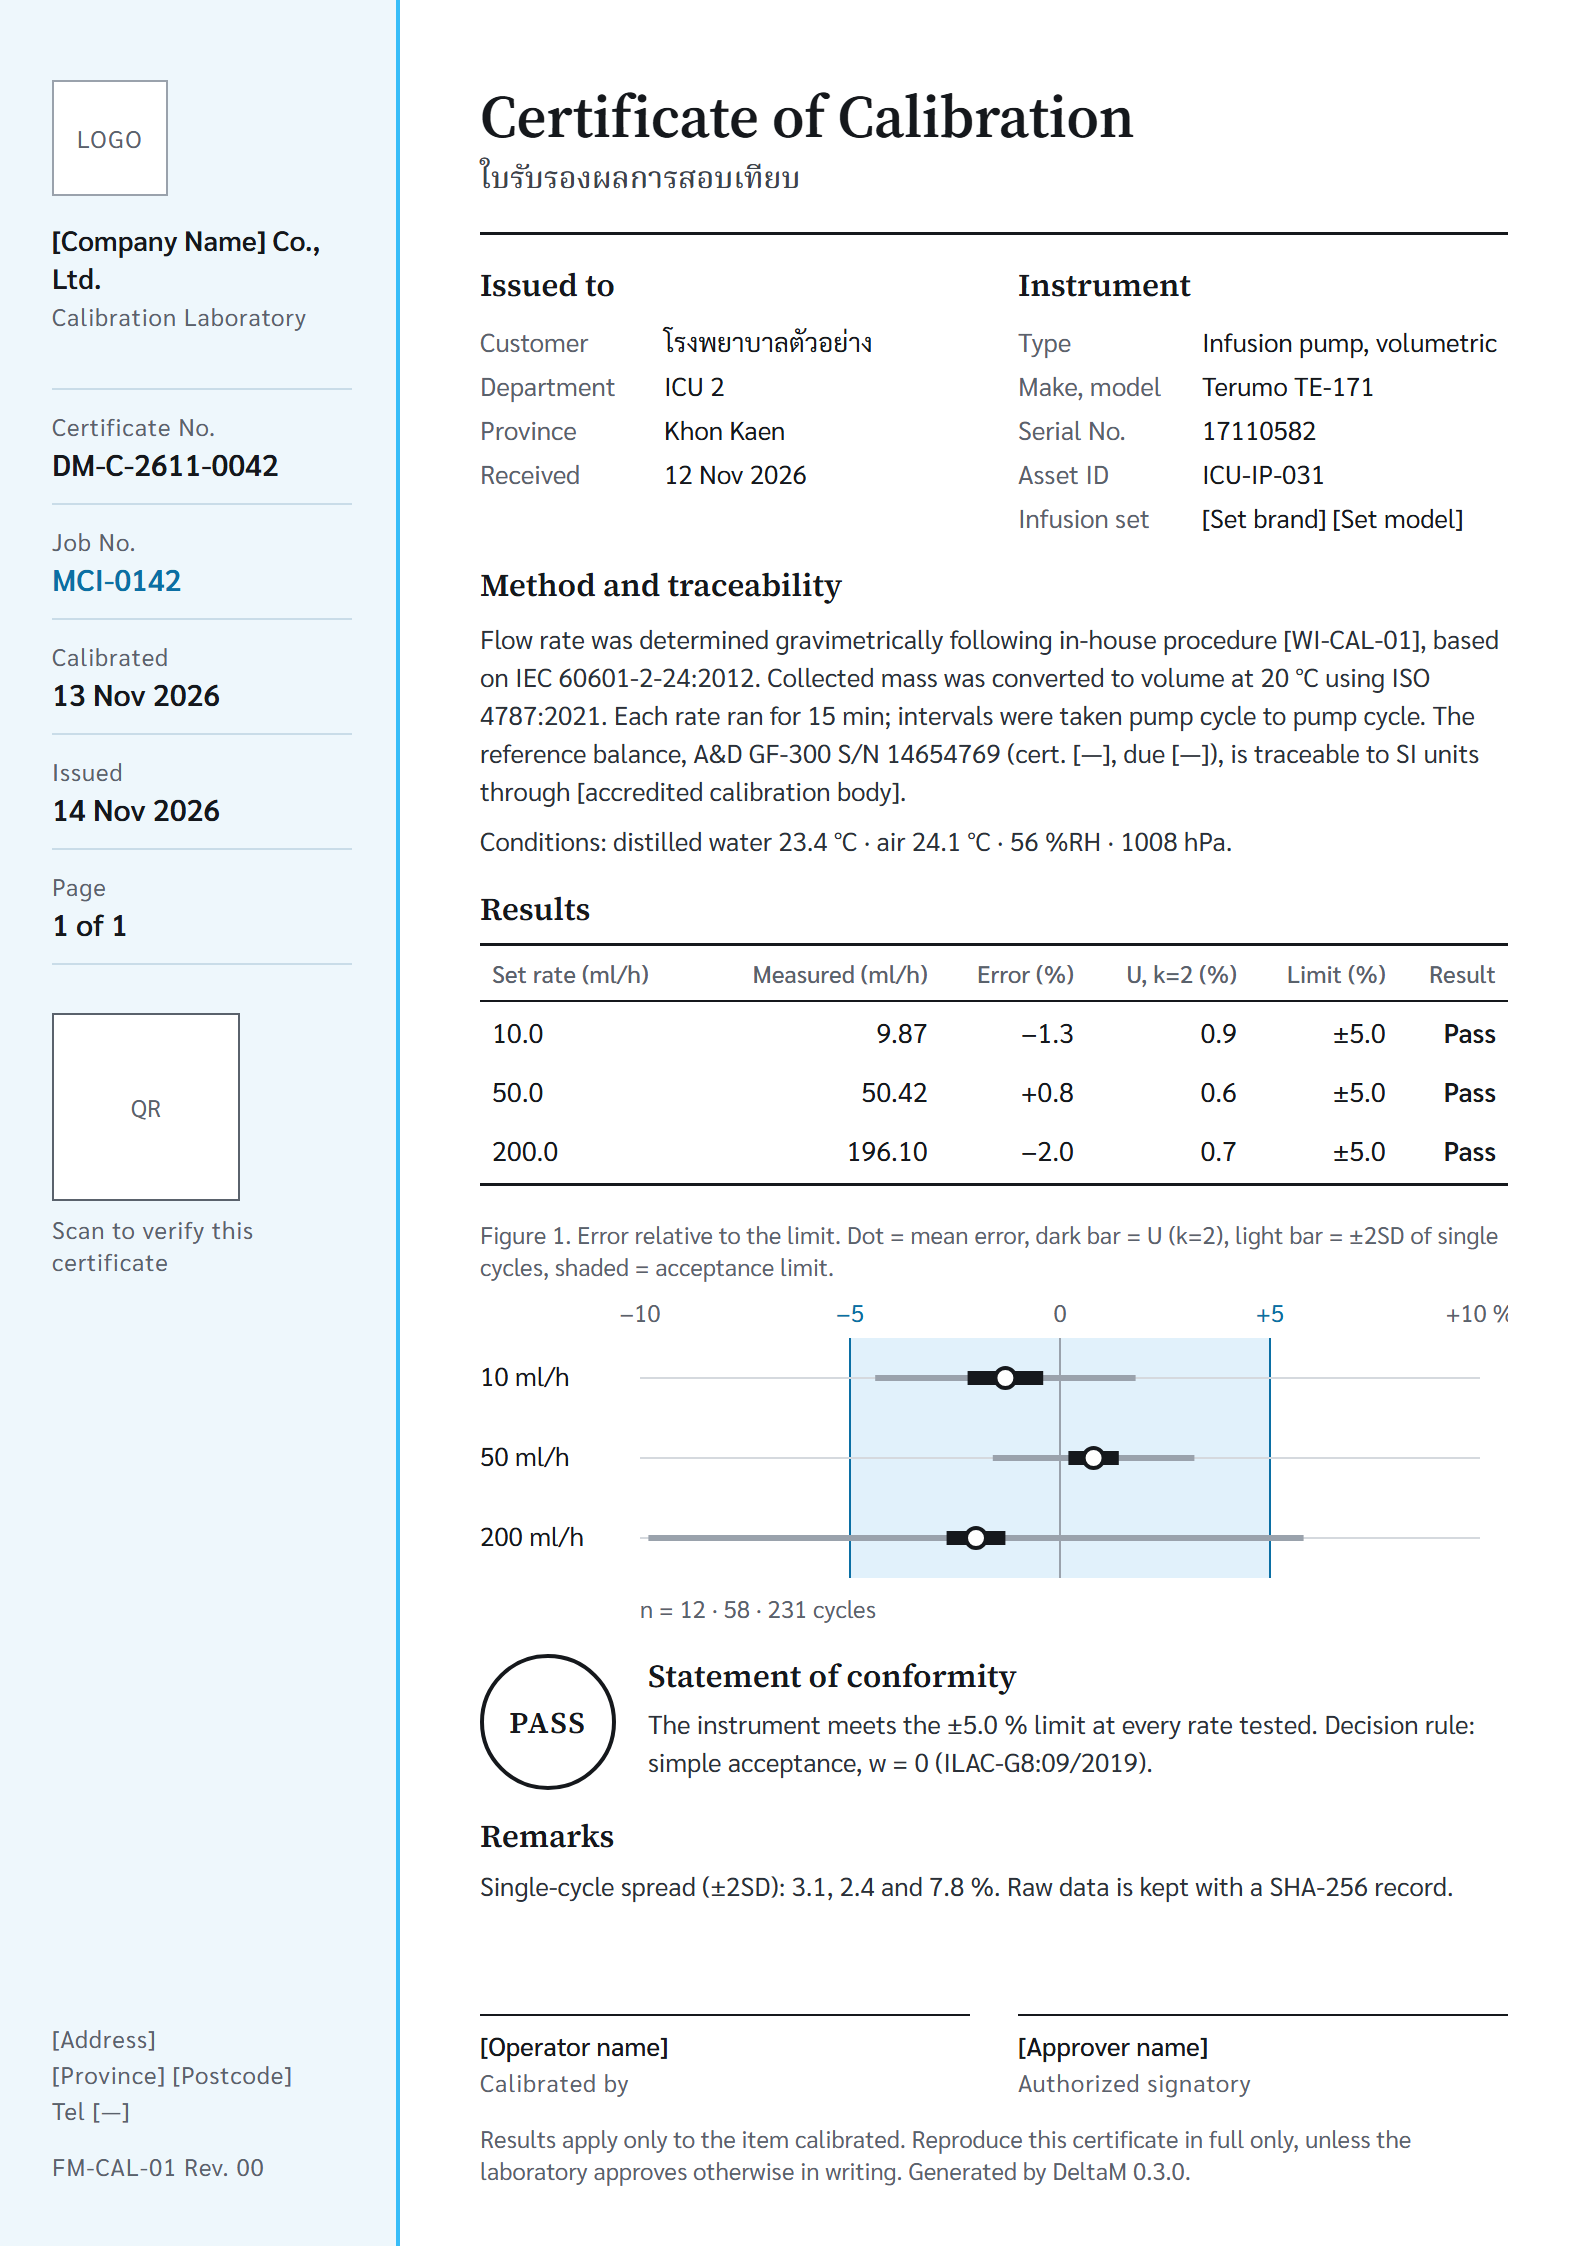 LOGO
[Company Name] Co.,
Ltd.
Calibration Laboratory
Certificate No.
DM-C-2611-0042
Job No.
MCI-0142
Calibrated
13 Nov 2026
Issued
14 Nov 2026
Page
1 of 1
QR
Scan to verify this
certificate
[Address]
[Province] [Postcode]
Tel [—]
FM-CAL-01 Rev. 00
Certificate of Calibration
ใบรับรองผลการสอบเทียบ
Issued to
Customer โรงพยาบาลตัวอย่าง
Department ICU 2
Province Khon Kaen
Received 12 Nov 2026
Instrument
Type Infusion pump, volumetric
Make, model Terumo TE-171
Serial No. 17110582
Asset ID ICU-IP-031
Infusion set [Set brand] [Set model]
Method and traceability
Flow rate was determined gravimetrically following in-house procedure [WI-CAL-01], based
on IEC 60601-2-24:2012. Collected mass was converted to volume at 20 °C using ISO
4787:2021. Each rate ran for 15 min; intervals were taken pump cycle to pump cycle. The
reference balance, A&D GF-300 S/N 14654769 (cert. [—], due [—]), is traceable to SI units
through [accredited calibration body].
Conditions: distilled water 23.4 °C · air 24.1 °C · 56 %RH · 1008 hPa.
Results
Set rate (ml/h) Measured (ml/h) Error (%) U, k=2 (%) Limit (%) Result
10.0 9.87 −1.3 0.9 ±5.0 Pass
50.0 50.42 +0.8 0.6 ±5.0 Pass
200.0 196.10 −2.0 0.7 ±5.0 Pass
Figure 1. Error relative to the limit. Dot = mean error, dark bar = U (k=2), light bar = ±2SD of single
cycles, shaded = acceptance limit.
−10 −5 0 +5 +10 %
10 ml/h
50 ml/h
200 ml/h
n = 12 · 58 · 231 cycles
PASS
Statement of conformity
The instrument meets the ±5.0 % limit at every rate tested. Decision rule:
simple acceptance, w = 0 (ILAC-G8:09/2019).
Remarks
Single-cycle spread (±2SD): 3.1, 2.4 and 7.8 %. Raw data is kept with a SHA-256 record.
[Operator name]
Calibrated by
[Approver name]
Authorized signatory
Results apply only to the item calibrated. Reproduce this certificate in full only, unless the
laboratory approves otherwise in writing. Generated by DeltaM 0.3.0.